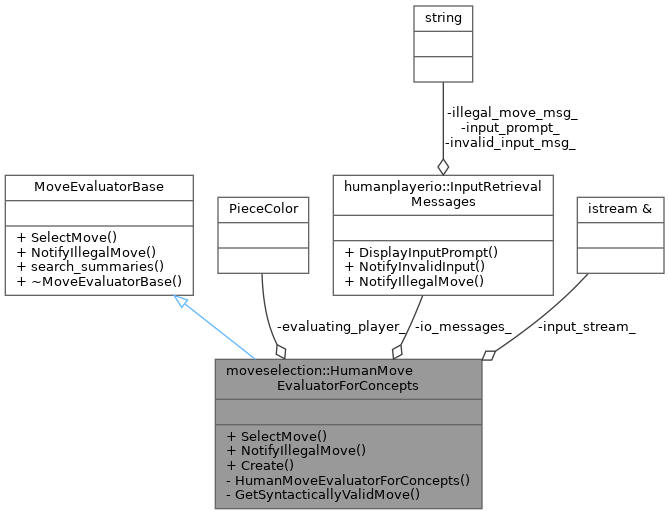 string
-illegal_move_msg_
-input_prompt_
-invalid_input_msg_
MoveEvaluatorBase
+ SelectMove()
+ NotifyIllegalMove()
+ search_summaries()
+ ~MoveEvaluatorBase()
PieceColor
humanplayerio::InputRetrieval
Messages
+ DisplayInputPrompt()
+ NotifyInvalidInput()
+ NotifyIllegalMove()
istream &
-evaluating_player_
-io_messages_
-input_stream_
moveselection::HumanMove
EvaluatorForConcepts
+ SelectMove()
+ NotifyIllegalMove()
+ Create()
- HumanMoveEvaluatorForConcepts()
- GetSyntacticallyValidMove()